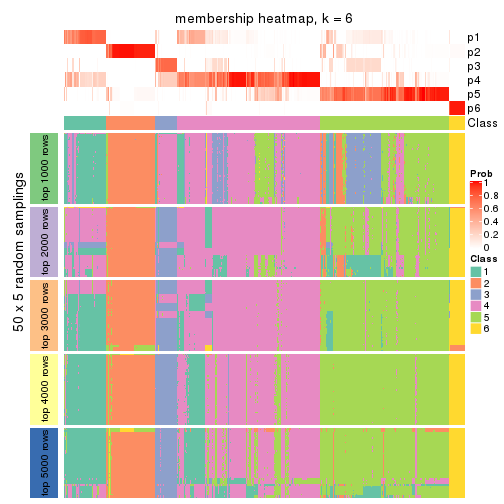 membership heatmap, k = 6
p1
p2
p3
p4
p5
p6
Class
50 x 5 random samplings
top 1000 rows
top 2000 rows
top 3000 rows
top 4000 rows
top 5000 rows
Prob
1
0.8
0.6
0.4
0.2
0
Class
1
2
3
4
5
6